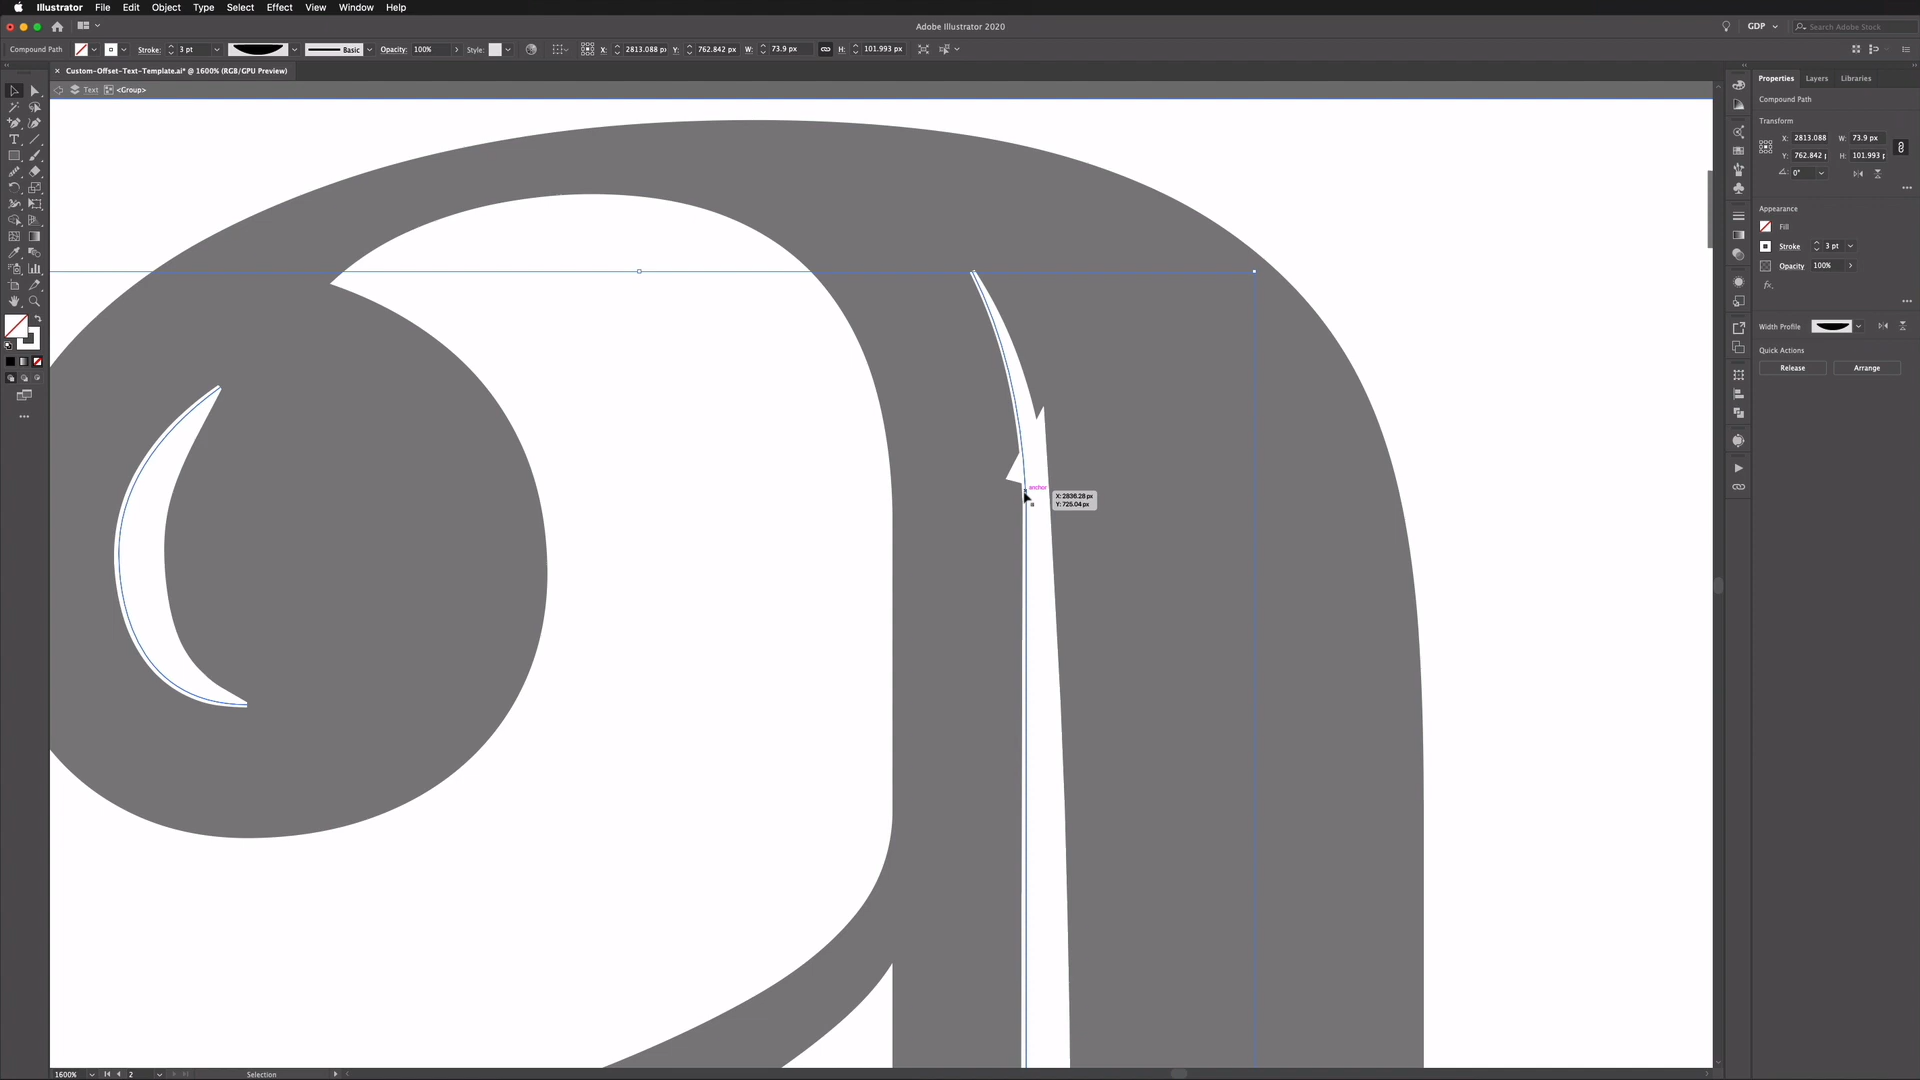 Illustrator File Edit Object Type Select Effect View Window Help
Adobe Illustrator 2020
GDP
Search Adobe Stock
Compound Path
Stroke: 3 pt
Basic
Opacity: 100%
Style:
X: 2813.088 px
Y: 762.842 px
W: 73.9 px
H: 101.993 px
× Custom-Offset-Text-Template.ai* @ 1600% (RGB/GPU Preview)
Text <Group>
Properties Layers Libraries
Compound Path
Transform
X: 2813.088 W: 73.9 px
Y: 762.842 H: 101.993
0°
Appearance
Fill
Stroke 3 pt
Opacity 100%
fx.
Width Profile
Quick Actions
Release Arrange
anchor
X: 2836.28 px
Y: 725.04 px
1600% 2 Selection